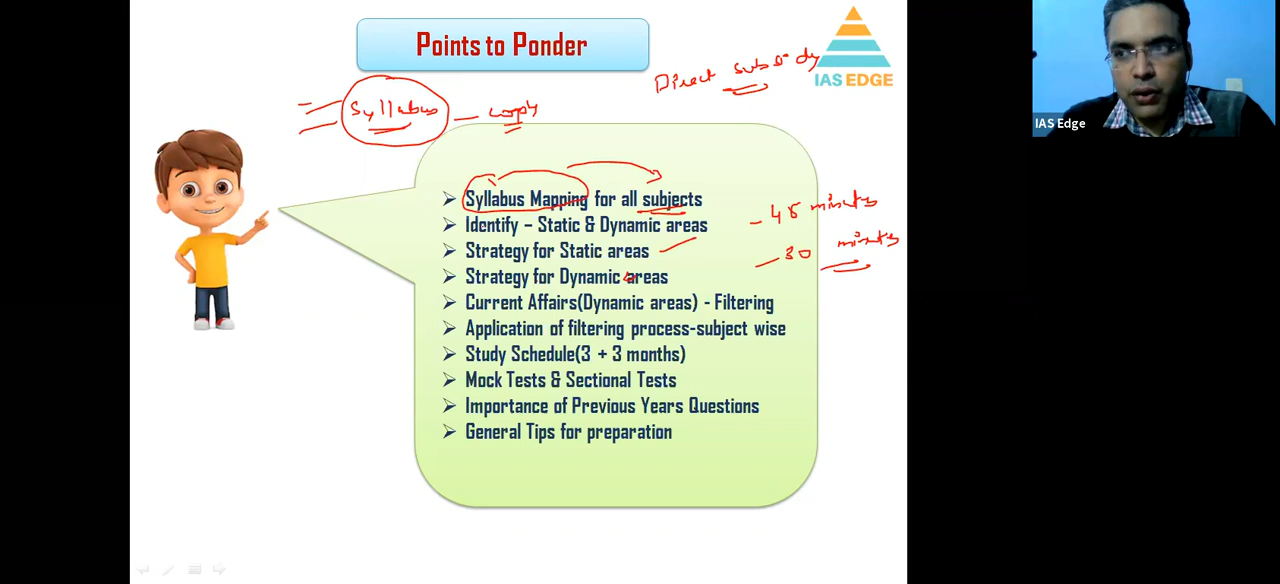 Points to Ponder
IAS EDGE
Direct subsidy
Syllabus - copy
Syllabus Mapping for all subjects
Identify – Static & Dynamic areas
Strategy for Static areas
Strategy for Dynamic areas
Current Affairs(Dynamic areas) - Filtering
Application of filtering process-subject wise
Study Schedule(3 + 3 months)
Mock Tests & Sectional Tests
Importance of Previous Years Questions
General Tips for preparation
- 45 minutes
- 30 minutes
IAS Edge